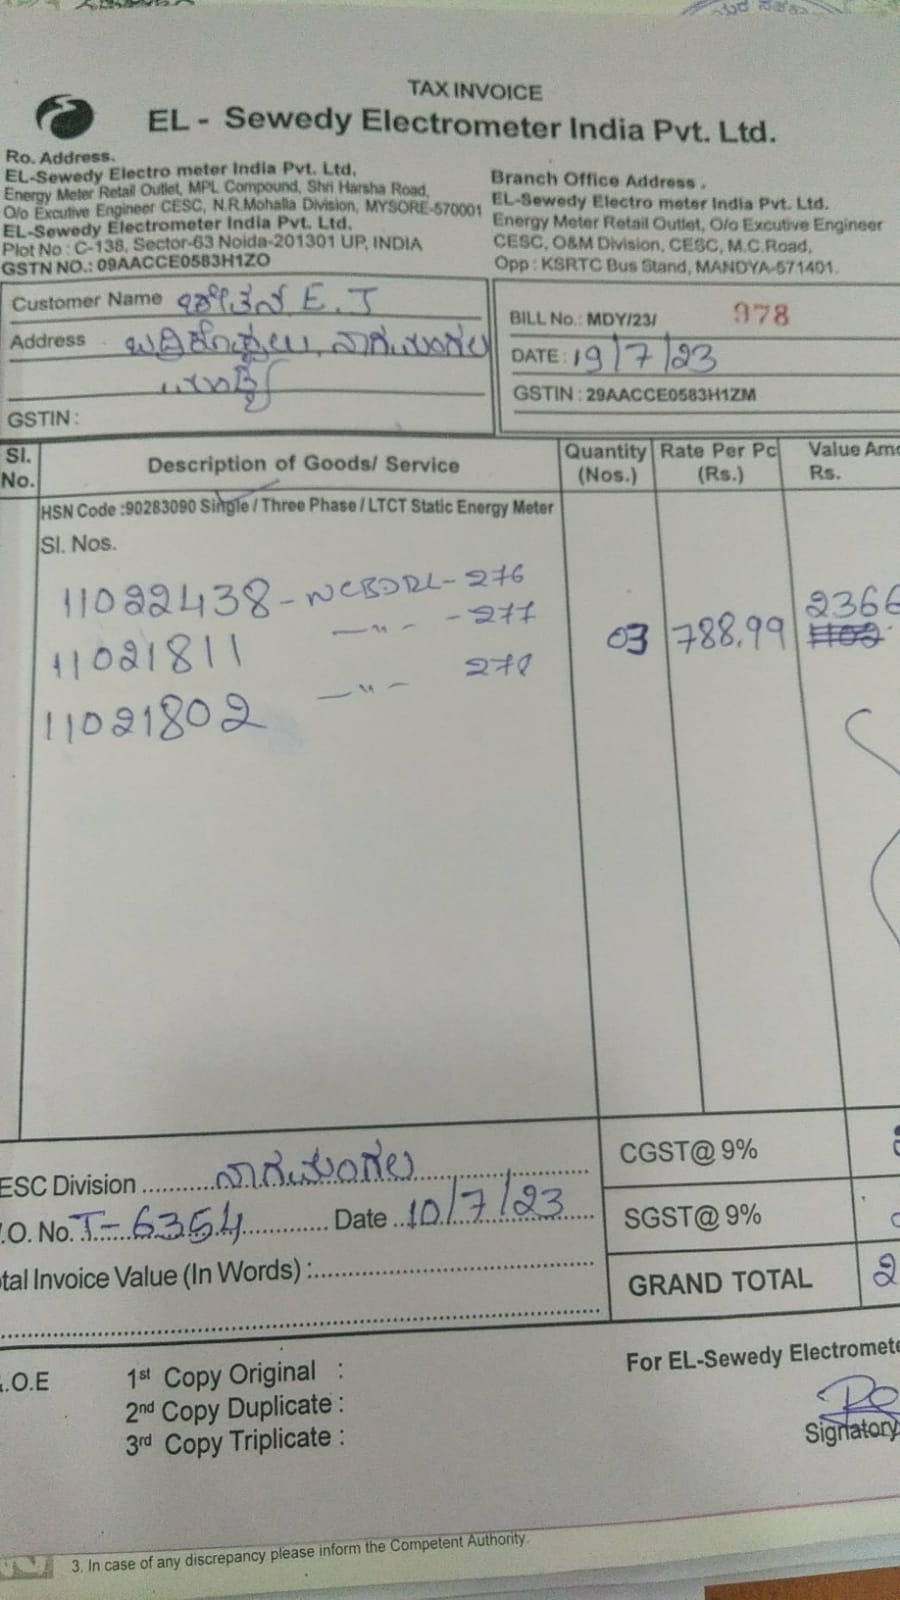 TAX INVOICE
EL - Sewedy Electrometer India Pvt. Ltd.
Ro. Address.
EL-Sewedy Electro meter India Pvt. Ltd,
Energy Meter Retail Outlet, MPL Compound, Shri Harsha Road,
O/o Excutive Engineer CESC, N.R.Mohalla Division, MYSORE-570001
EL-Sewedy Electrometer India Pvt. Ltd.
Plot No : C-138, Sector-63 Noida-201301 UP, INDIA
GSTN NO.: 09AACCE0583H1ZO
Branch Office Address .
EL-Sewedy Electro meter India Pvt. Ltd.
Energy Meter Retail Outlet, O/o Excutive Engineer
CESC, O&M Division, CESC, M.C.Road,
Opp : KSRTC Bus Stand, MANDYA-571401.
Customer Name E. J
Address ನಾಗಮಂಗಲ
GSTIN :
BILL No.: MDY/23/ 978
DATE : 19/7/23
GSTIN : 29AACCE0583H1ZM
Sl. No. Description of Goods/ Service Quantity (Nos.) Rate Per Pc (Rs.) Value Rs.
HSN Code :90283090 Single / Three Phase / LTCT Static Energy Meter
Sl. Nos.
11022438 - 276
11021811 — " — - 277
11021802 — " —
03 788.99 2366
CESC Division ನಾಗಮಂಗಲ
.O. No. T-6354 Date 10/7/23
tal Invoice Value (In Words) :
CGST@ 9%
SGST@ 9%
GRAND TOTAL 2
.O.E
1st Copy Original :
2nd Copy Duplicate :
3rd Copy Triplicate :
For EL-Sewedy Electromete
Signatory
3. In case of any discrepancy please inform the Competent Authority.